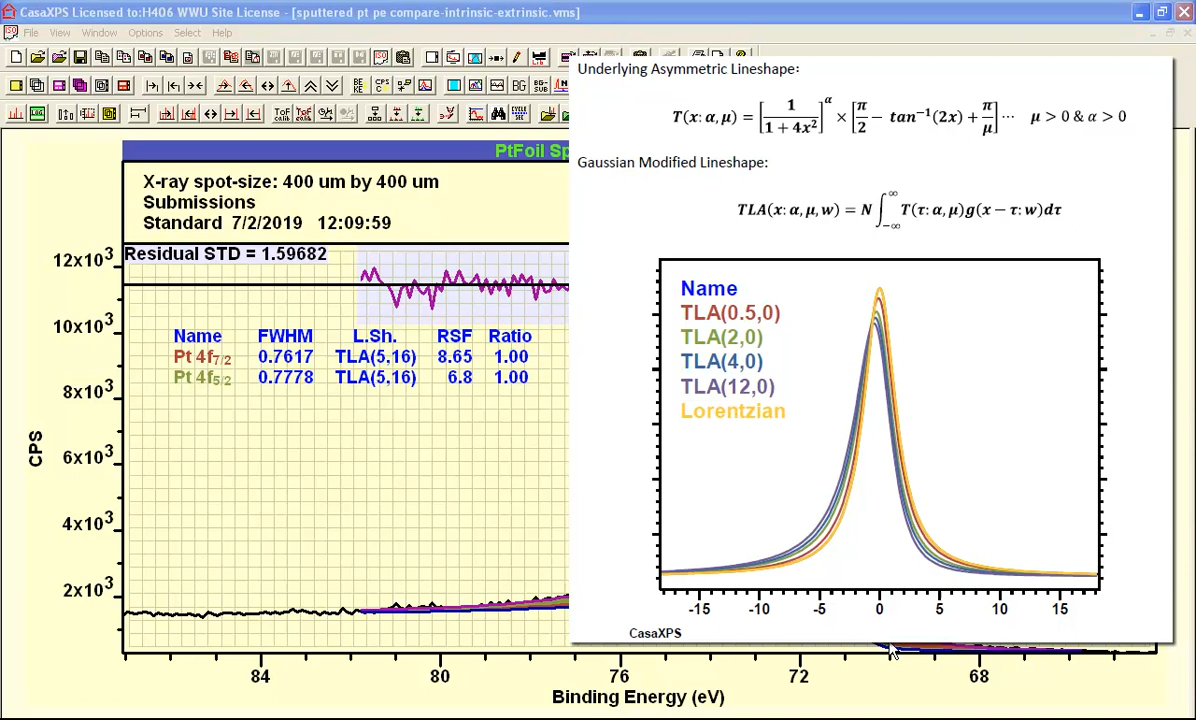 CasaXPS Licensed to:H406 WWU Site License - [sputtered pt pe compare-intrinsic-extrinsic.vms]
File View Window Options Select Help
PtFoil Sp
X-ray spot-size: 400 um by 400 um
Submissions
Standard 7/2/2019 12:09:59
Residual STD = 1.59682
Name FWHM L.Sh. RSF Ratio
Pt 4f7/2 0.7617 TLA(5,16) 8.65 1.00
Pt 4f5/2 0.7778 TLA(5,16) 6.8 1.00
CPS
12x10³
10x10³
8x10³
6x10³
4x10³
2x10³
84 80 76 72 68
Binding Energy (eV)
Underlying Asymmetric Lineshape:
T(x: α, μ) = [1 / (1 + 4x²)]^α × [π/2 − tan⁻¹(2x) + π/μ] ⋯ μ > 0 & α > 0
Gaussian Modified Lineshape:
TLA(x: α, μ, w) = N ∫_{−∞}^{∞} T(τ: α, μ)g(x − τ: w)dτ
Name
TLA(0.5,0)
TLA(2,0)
TLA(4,0)
TLA(12,0)
Lorentzian
-15 -10 -5 0 5 10 15
CasaXPS